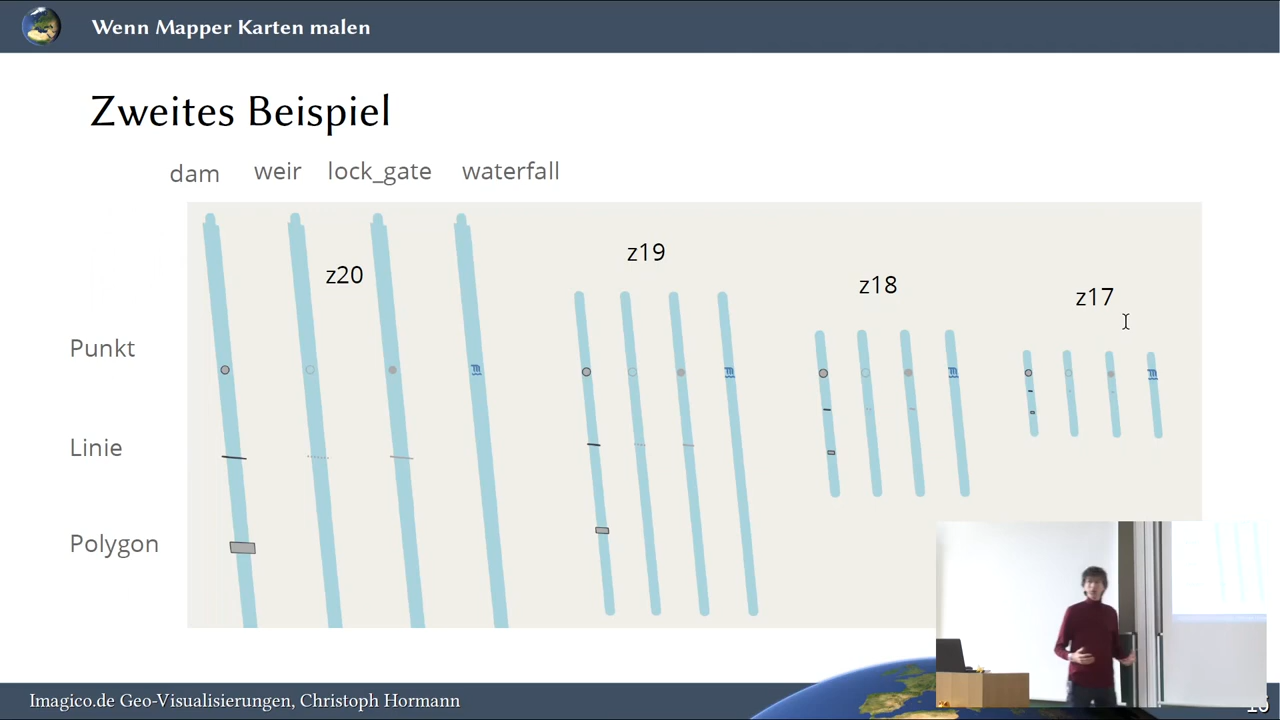 Wenn Mapper Karten malen
Zweites Beispiel
dam weir lock_gate waterfall
z20 z19 z18 z17
Punkt
Linie
Polygon
Imagico.de Geo-Visualisierungen, Christoph Hormann